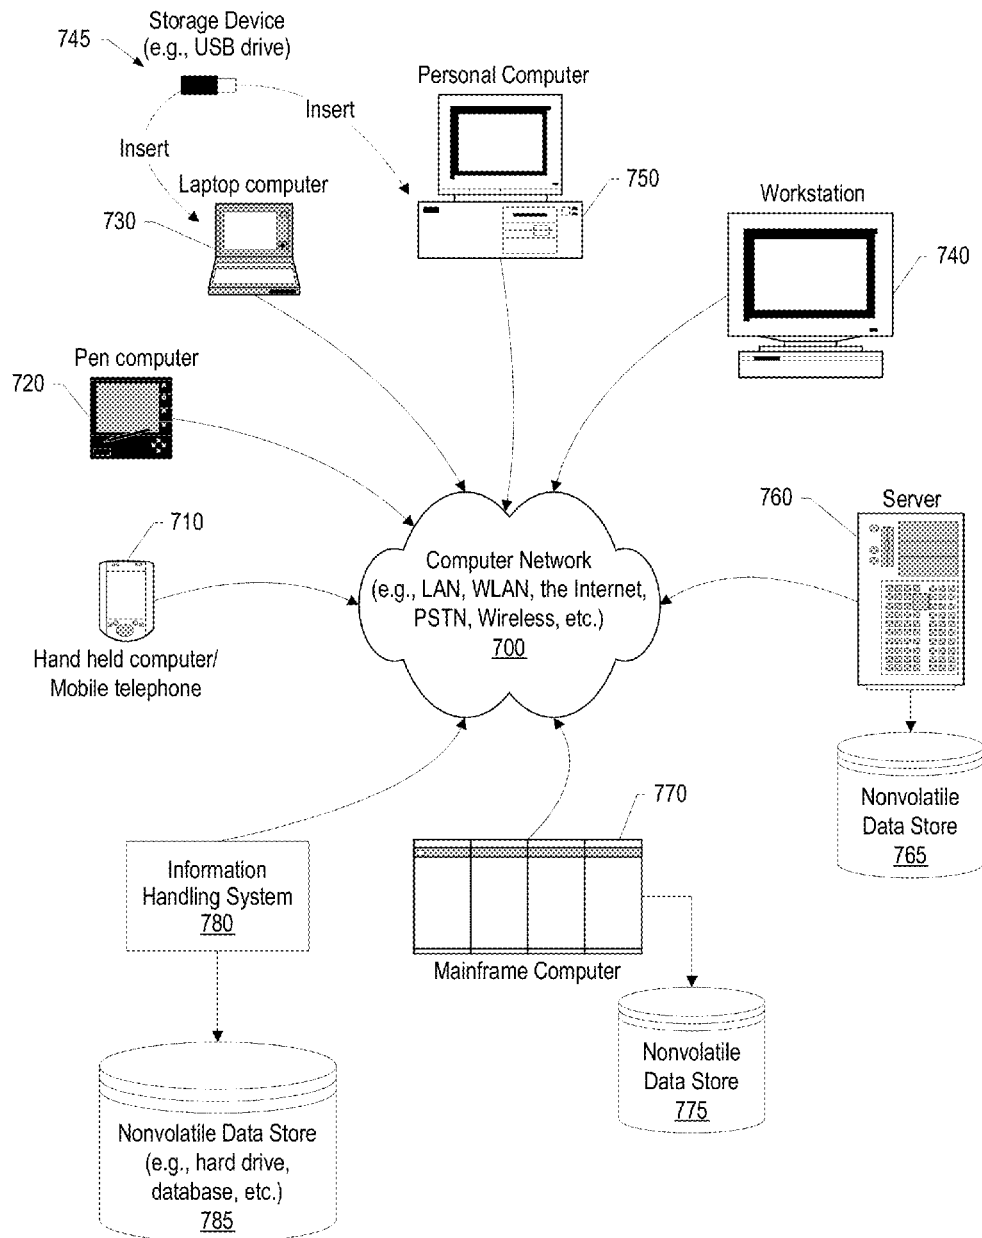 Storage Device
(e.g., USB drive)
745
Insert
Insert
Personal Computer
750
Laptop computer
730
Workstation
740
Pen computer
720
710
Hand held computer/
Mobile telephone
Computer Network
(e.g., LAN, WLAN, the Internet,
PSTN, Wireless, etc.)
700
760
Server
Nonvolatile
Data Store
765
770
Mainframe Computer
Nonvolatile
Data Store
775
Information
Handling System
780
Nonvolatile Data Store
(e.g., hard drive,
database, etc.)
785